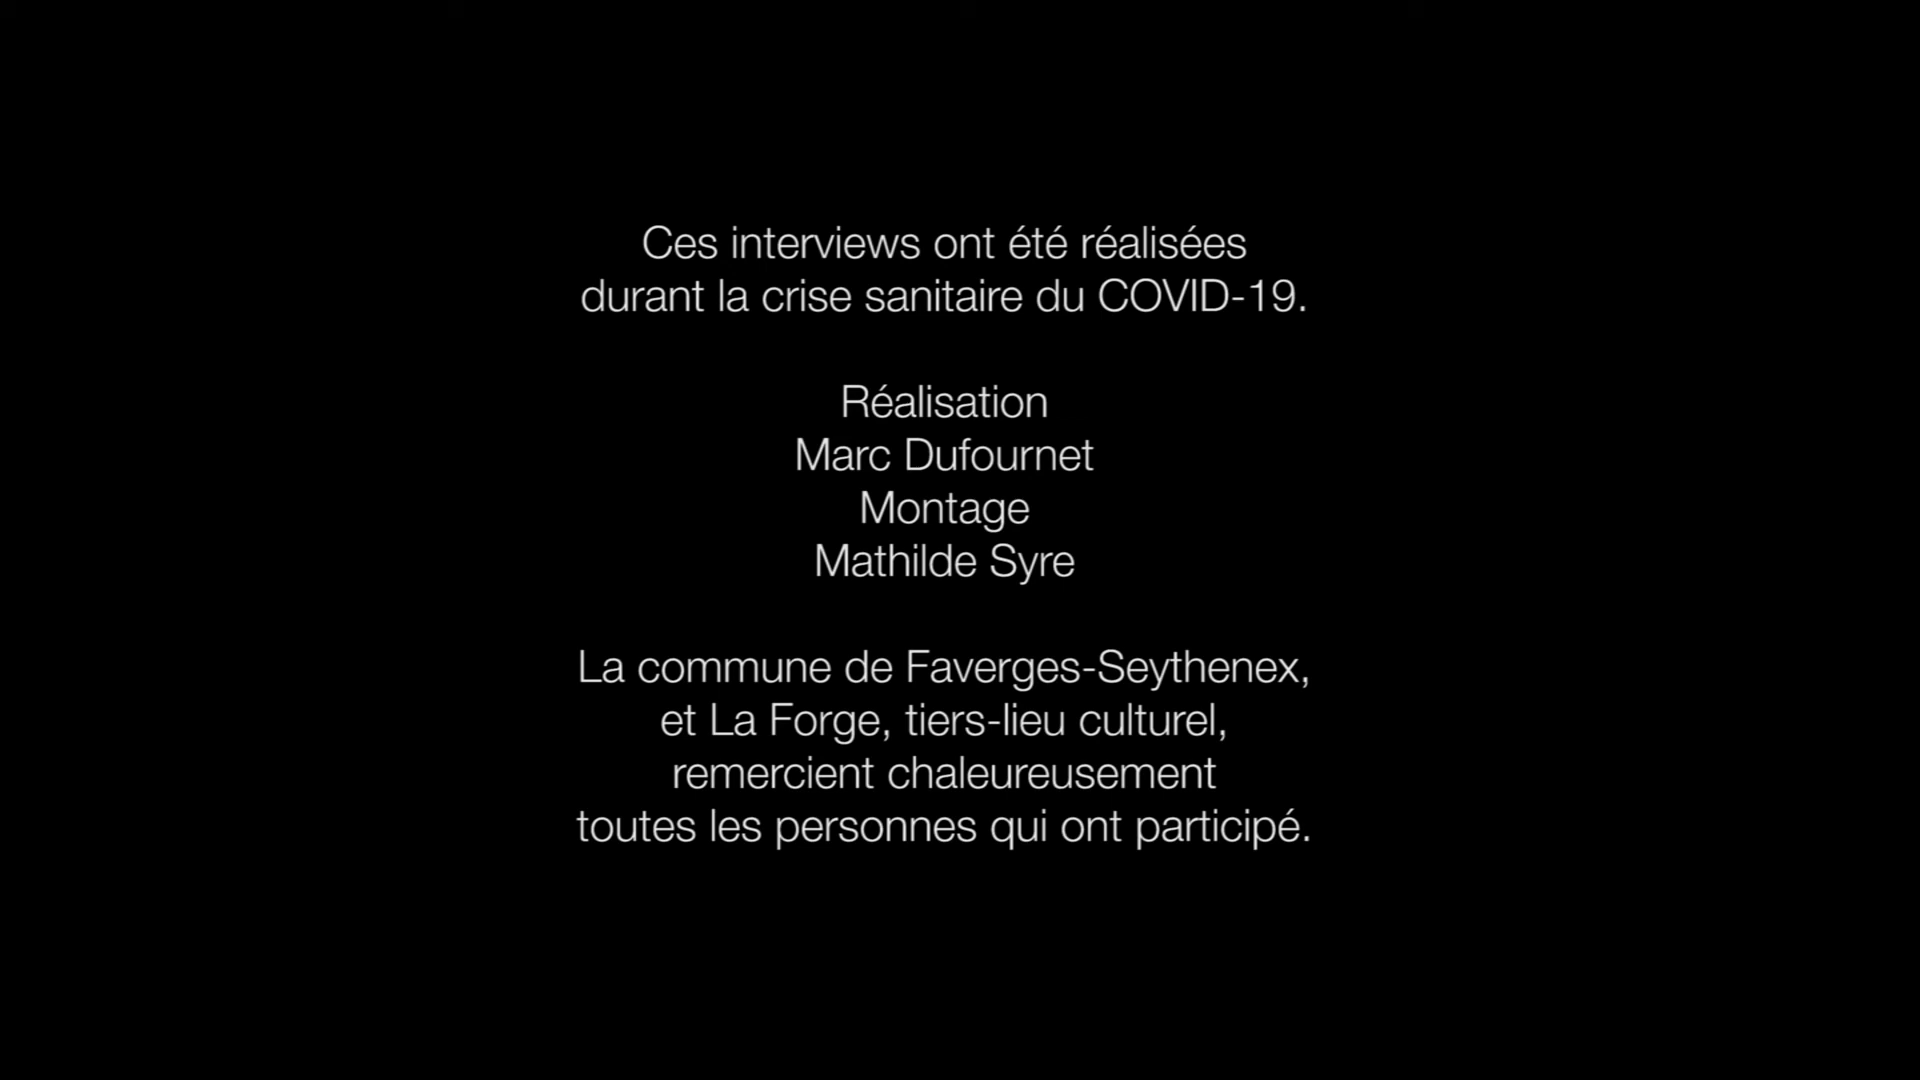 Ces interviews ont été réalisées
durant la crise sanitaire du COVID-19.
Réalisation
Marc Dufournet
Montage
Mathilde Syre
La commune de Faverges-Seythenex,
et La Forge, tiers-lieu culturel,
remercient chaleureusement
toutes les personnes qui ont participé.